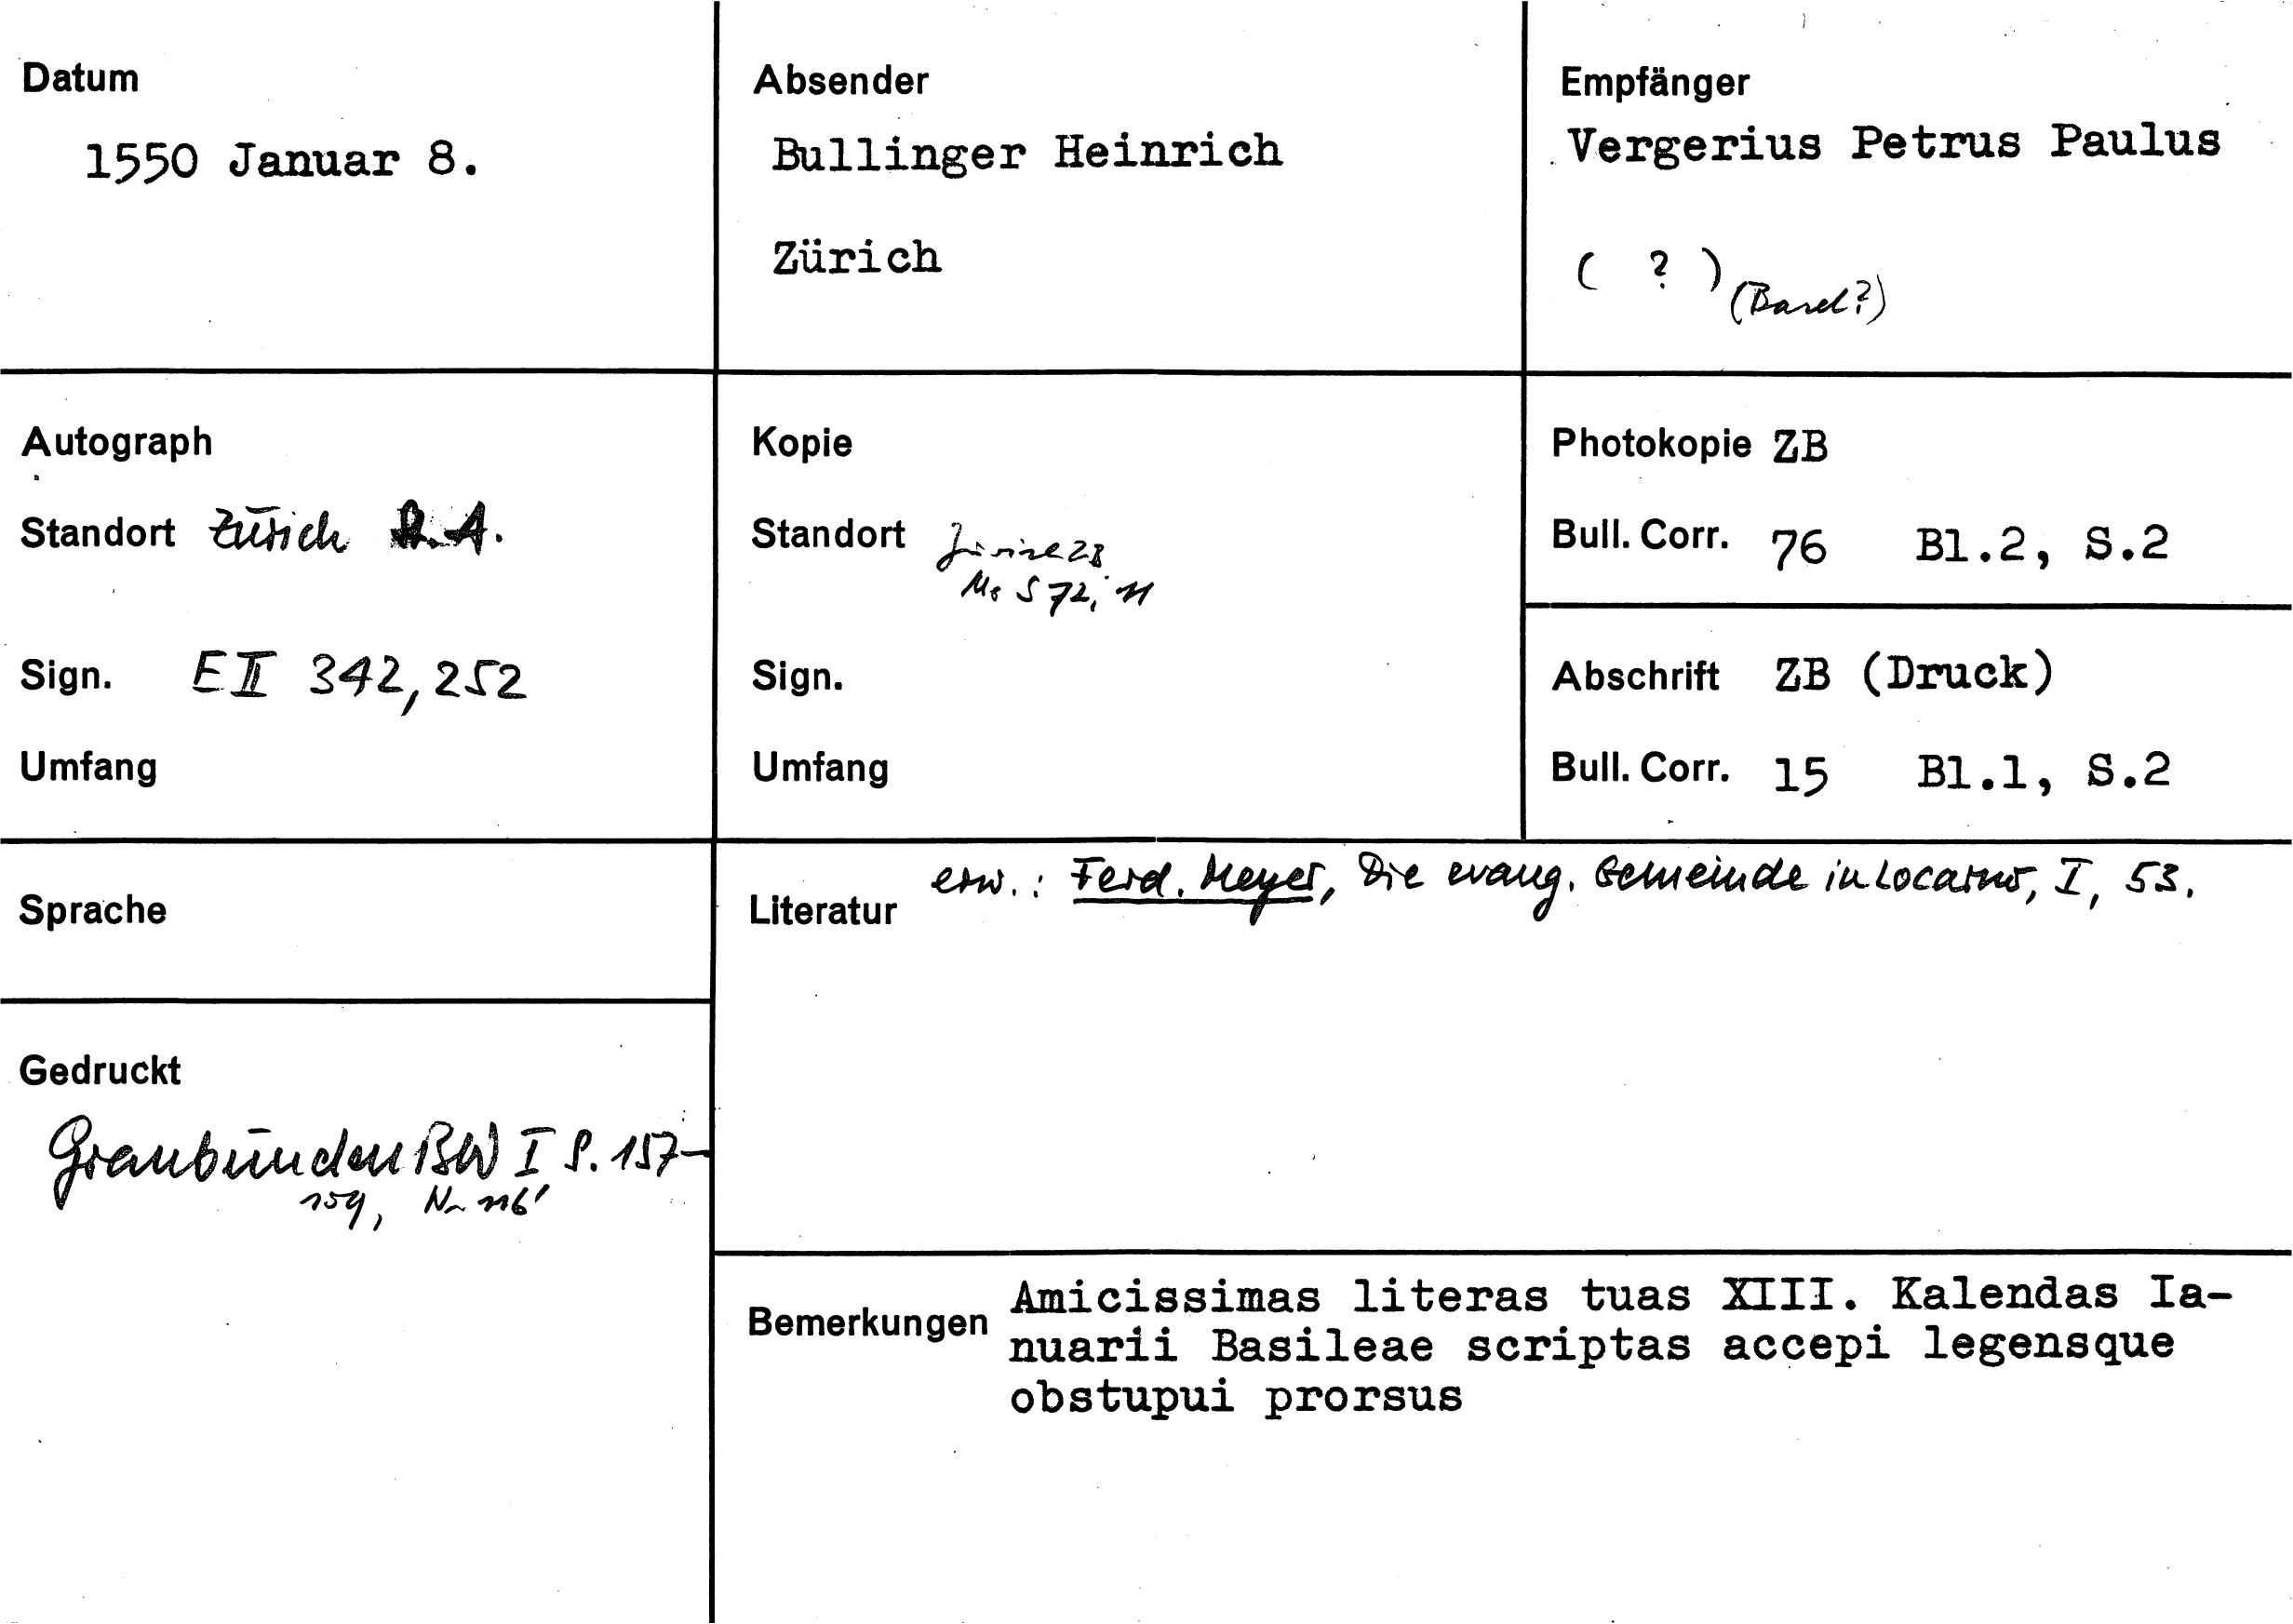 Datum
1550 Januar 8.
Absender
Bullinger Heinrich
Zürich
Empfänger
Vergerius Petrus Paulus
( ? ) (Basel?)
Autograph
Standort Zürich A.
Sign. E II 342, 252
Umfang
Kopie
Standort Zürich ZB
Ms S 72, 11
Sign.
Umfang
Photokopie ZB
Bull. Corr. 76 Bl.2, S.2
Abschrift ZB (Druck)
Bull. Corr. 15 Bl.1, S.2
Sprache
Gedruckt
Graubünden BW I S. 157-
159, Nr 116
Literatur erw.: Ferd. Meyer, Die evang. Gemeinde in Locarno, I, 53.
Bemerkungen Amicissimas literas tuas XIII. Kalendas Ia-
nuarii Basileae scriptas accepi legensque
obstupui prorsus